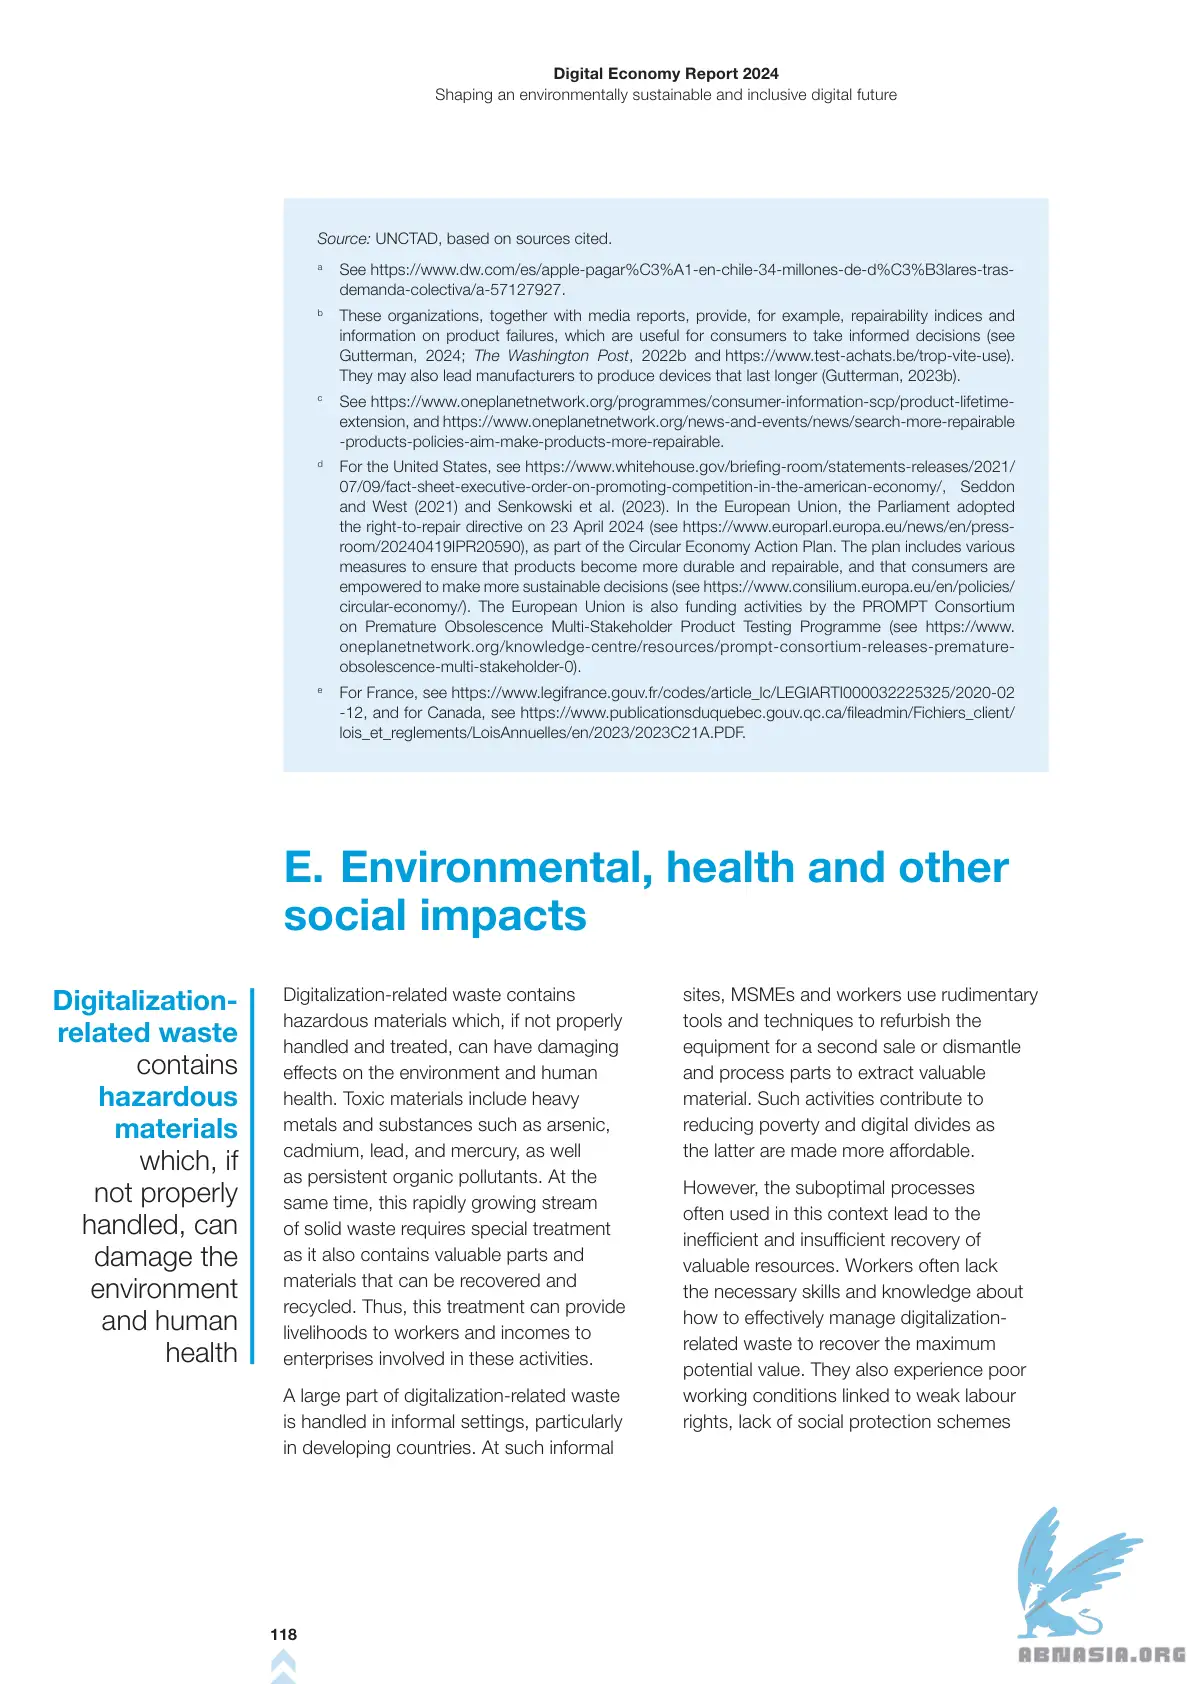 Digital Economy Report 2024
Shaping an environmentally sustainable and inclusive digital future
Source: UNCTAD, based on sources cited.
a See https://www.dw.com/es/apple-pagar%C3%A1-en-chile-34-millones-de-d%C3%B3lares-tras-
demanda-colectiva/a-57127927.
b These organizations, together with media reports, provide, for example, repairability indices and
information on product failures, which are useful for consumers to take informed decisions (see
Gutterman, 2024; The Washington Post, 2022b and https://www.test-achats.be/trop-vite-use).
They may also lead manufacturers to produce devices that last longer (Gutterman, 2023b).
c See https://www.oneplanetnetwork.org/programmes/consumer-information-scp/product-lifetime-
extension, and https://www.oneplanetnetwork.org/news-and-events/news/search-more-repairable
-products-policies-aim-make-products-more-repairable.
d For the United States, see https://www.whitehouse.gov/briefing-room/statements-releases/2021/
07/09/fact-sheet-executive-order-on-promoting-competition-in-the-american-economy/, Seddon
and West (2021) and Senkowski et al. (2023). In the European Union, the Parliament adopted
the right-to-repair directive on 23 April 2024 (see https://www.europarl.europa.eu/news/en/press-
room/20240419IPR20590), as part of the Circular Economy Action Plan. The plan includes various
measures to ensure that products become more durable and repairable, and that consumers are
empowered to make more sustainable decisions (see https://www.consilium.europa.eu/en/policies/
circular-economy/). The European Union is also funding activities by the PROMPT Consortium
on Premature Obsolescence Multi-Stakeholder Product Testing Programme (see https://www.
oneplanetnetwork.org/knowledge-centre/resources/prompt-consortium-releases-premature-
obsolescence-multi-stakeholder-0).
e For France, see https://www.legifrance.gouv.fr/codes/article_lc/LEGIARTI000032225325/2020-02
-12, and for Canada, see https://www.publicationsduquebec.gouv.qc.ca/fileadmin/Fichiers_client/
lois_et_reglements/LoisAnnuelles/en/2023/2023C21A.PDF.
E. Environmental, health and other
social impacts
Digitalization-
related waste
contains
hazardous
materials
which, if
not properly
handled, can
damage the
environment
and human
health
Digitalization-related waste contains
hazardous materials which, if not properly
handled and treated, can have damaging
effects on the environment and human
health. Toxic materials include heavy
metals and substances such as arsenic,
cadmium, lead, and mercury, as well
as persistent organic pollutants. At the
same time, this rapidly growing stream
of solid waste requires special treatment
as it also contains valuable parts and
materials that can be recovered and
recycled. Thus, this treatment can provide
livelihoods to workers and incomes to
enterprises involved in these activities.
A large part of digitalization-related waste
is handled in informal settings, particularly
in developing countries. At such informal
sites, MSMEs and workers use rudimentary
tools and techniques to refurbish the
equipment for a second sale or dismantle
and process parts to extract valuable
material. Such activities contribute to
reducing poverty and digital divides as
the latter are made more affordable.
However, the suboptimal processes
often used in this context lead to the
inefficient and insufficient recovery of
valuable resources. Workers often lack
the necessary skills and knowledge about
how to effectively manage digitalization-
related waste to recover the maximum
potential value. They also experience poor
working conditions linked to weak labour
rights, lack of social protection schemes
118
ABNASIA.ORG